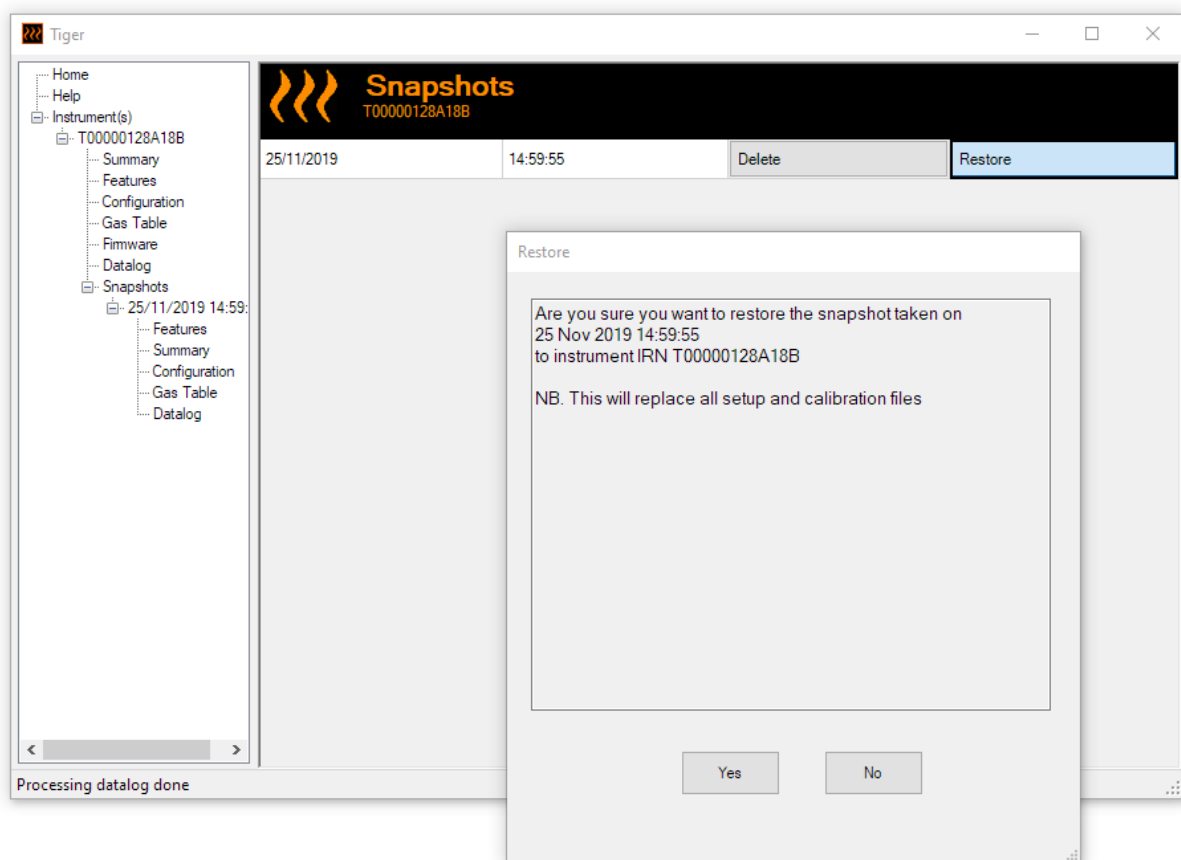 Tiger
Home
Help
Instrument(s)
T00000128A18B
Summary
Features
Configuration
Gas Table
Firmware
Datalog
Snapshots
25/11/2019 14:59:
Features
Summary
Configuration
Gas Table
Datalog
Snapshots
T00000128A18B
25/11/2019 14:59:55 Delete Restore
Restore
Are you sure you want to restore the snapshot taken on
25 Nov 2019 14:59:55
to instrument IRN T00000128A18B
NB. This will replace all setup and calibration files
Yes No
Processing datalog done